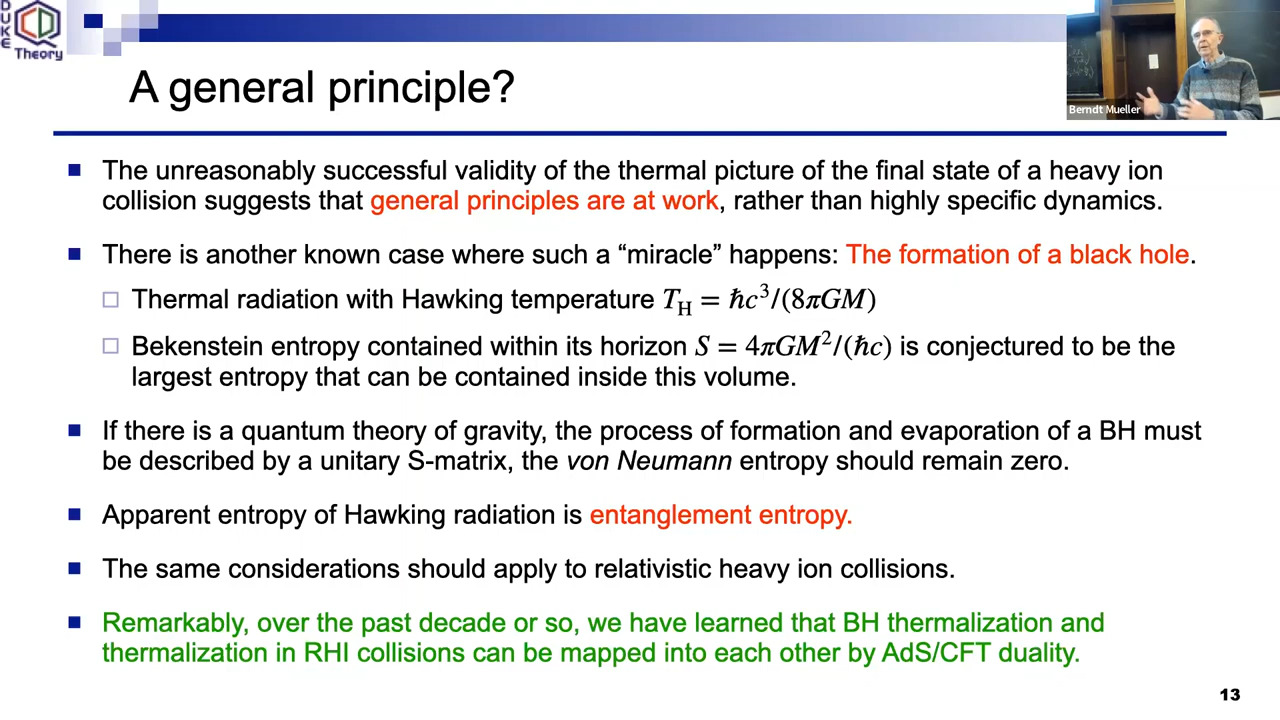 DUKE
Theory
Berndt Mueller
A general principle?
■ The unreasonably successful validity of the thermal picture of the final state of a heavy ion
collision suggests that general principles are at work, rather than highly specific dynamics.
■ There is another known case where such a “miracle” happens: The formation of a black hole.
□ Thermal radiation with Hawking temperature T_H = ℏc³/(8πGM)
□ Bekenstein entropy contained within its horizon S = 4πGM²/(ℏc) is conjectured to be the
largest entropy that can be contained inside this volume.
■ If there is a quantum theory of gravity, the process of formation and evaporation of a BH must
be described by a unitary S-matrix, the von Neumann entropy should remain zero.
■ Apparent entropy of Hawking radiation is entanglement entropy.
■ The same considerations should apply to relativistic heavy ion collisions.
■ Remarkably, over the past decade or so, we have learned that BH thermalization and
thermalization in RHI collisions can be mapped into each other by AdS/CFT duality.
13